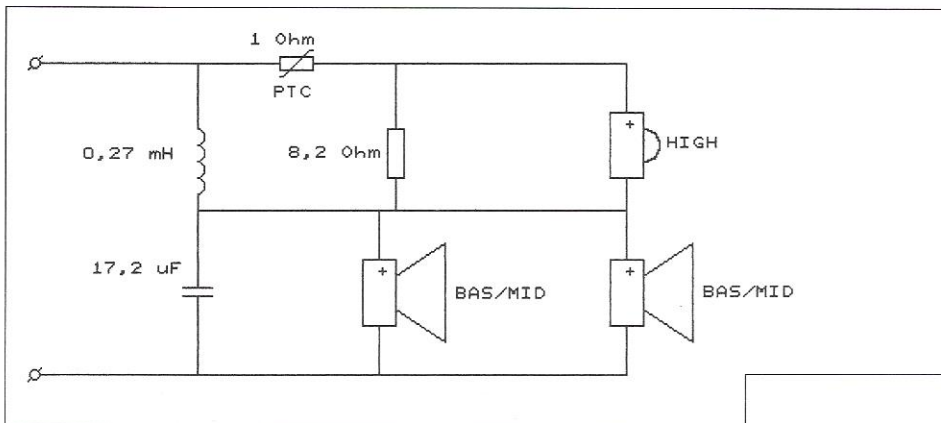 1 Ohm
PTC
0,27 mH
8,2 Ohm
+
HIGH
17,2 uF
+
BAS/MID
+
BAS/MID